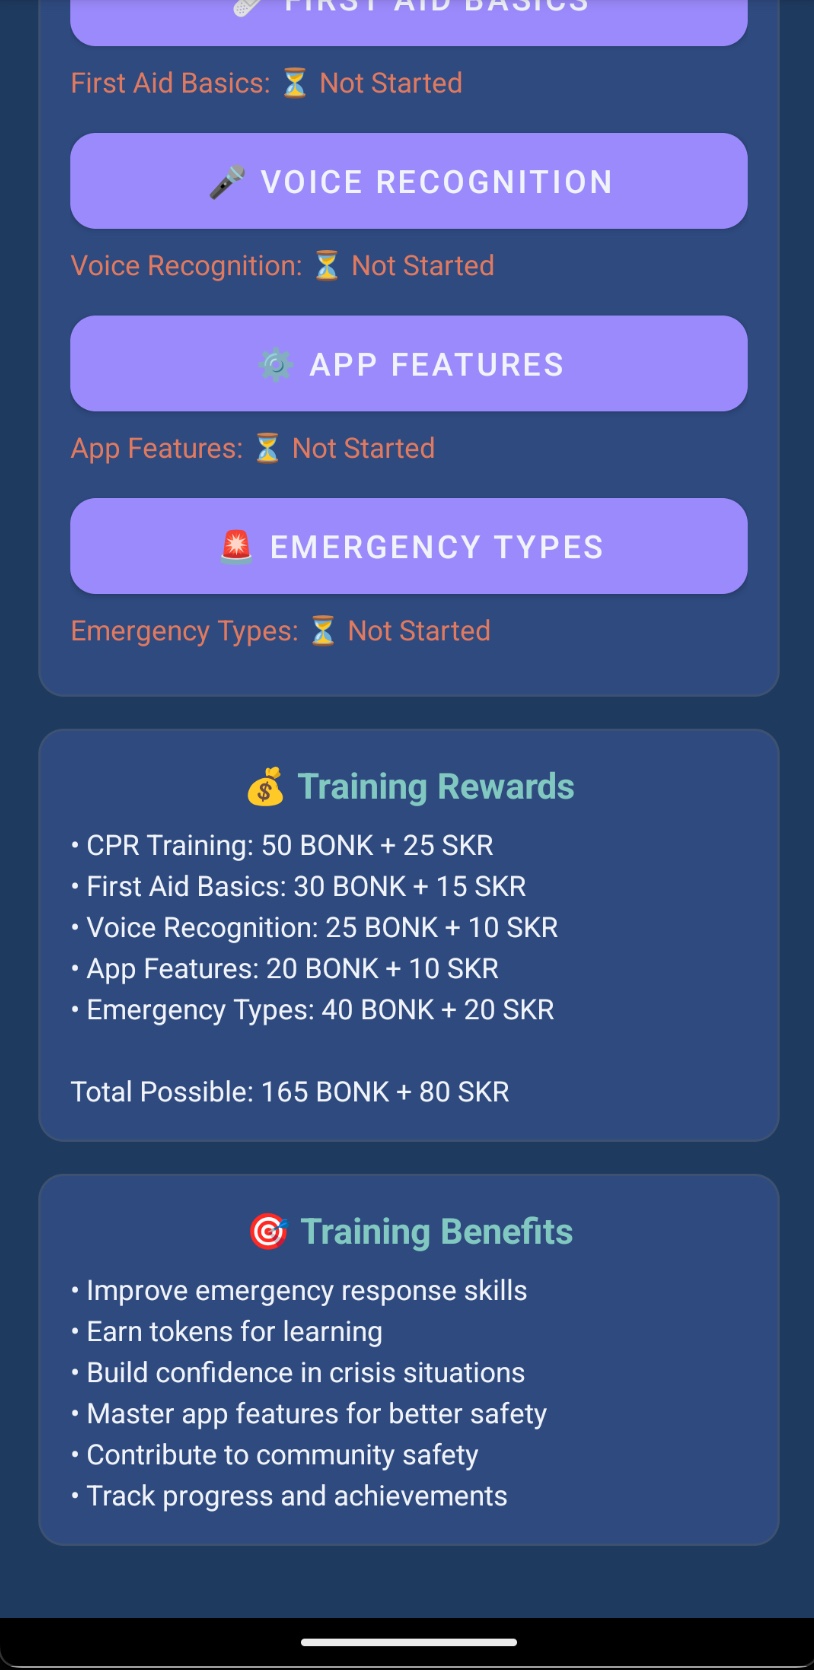 FIRST AID BASICS
First Aid Basics: ⏳ Not Started
🎤 VOICE RECOGNITION
Voice Recognition: ⏳ Not Started
⚙️ APP FEATURES
App Features: ⏳ Not Started
🚨 EMERGENCY TYPES
Emergency Types: ⏳ Not Started
💰 Training Rewards
• CPR Training: 50 BONK + 25 SKR
• First Aid Basics: 30 BONK + 15 SKR
• Voice Recognition: 25 BONK + 10 SKR
• App Features: 20 BONK + 10 SKR
• Emergency Types: 40 BONK + 20 SKR
Total Possible: 165 BONK + 80 SKR
🎯 Training Benefits
• Improve emergency response skills
• Earn tokens for learning
• Build confidence in crisis situations
• Master app features for better safety
• Contribute to community safety
• Track progress and achievements